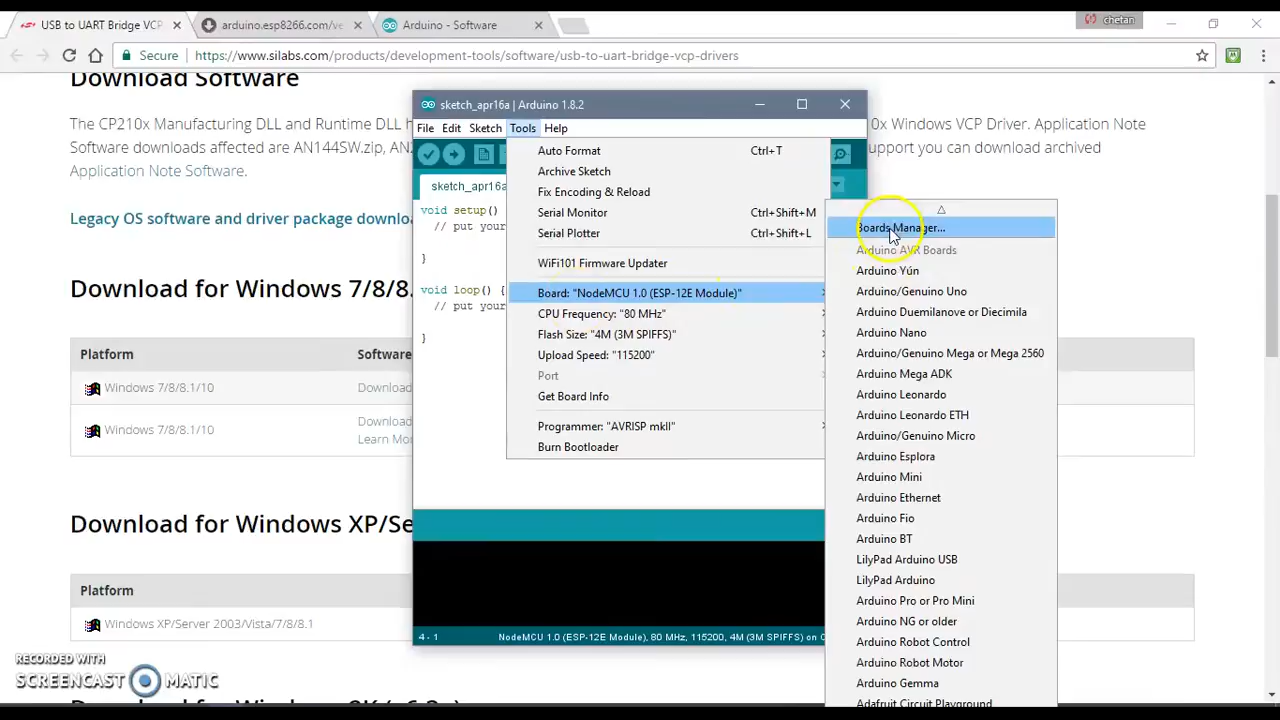 USB to UART Bridge VCP
arduino.esp8266.com/ve
Arduino - Software
chetan
Secure
https://www.silabs.com/products/development-tools/software/usb-to-uart-bridge-vcp-drivers
Download Software
The CP210x Manufacturing DLL and Runtime DLL
0x Windows VCP Driver. Application Note
Software downloads affected are AN144SW.zip,
upport you can download archived
Application Note Software.
Legacy OS software and driver package downloa
Download for Windows 7/8/8.
Platform
Software
Windows 7/8/8.1/10
Download
Windows 7/8/8.1/10
Download
Learn Mo
Download for Windows XP/Se
Platform
Windows XP/Server 2003/Vista/7/8/8.1
sketch_apr16a | Arduino 1.8.2
File Edit Sketch Tools Help
sketch_apr16a
void setup()
// put your
}
void loop() {
// put your
}
4 - 1
NodeMCU 1.0 (ESP-12E Module), 80 MHz, 115200, 4M (3M SPIFFS) on
Auto Format Ctrl+T
Archive Sketch
Fix Encoding & Reload
Serial Monitor Ctrl+Shift+M
Serial Plotter Ctrl+Shift+L
WiFi101 Firmware Updater
Board: "NodeMCU 1.0 (ESP-12E Module)"
CPU Frequency: "80 MHz"
Flash Size: "4M (3M SPIFFS)"
Upload Speed: "115200"
Port
Get Board Info
Programmer: "AVRISP mkII"
Burn Bootloader
Boards Manager...
Arduino AVR Boards
Arduino Yún
Arduino/Genuino Uno
Arduino Duemilanove or Diecimila
Arduino Nano
Arduino/Genuino Mega or Mega 2560
Arduino Mega ADK
Arduino Leonardo
Arduino Leonardo ETH
Arduino/Genuino Micro
Arduino Esplora
Arduino Mini
Arduino Ethernet
Arduino Fio
Arduino BT
LilyPad Arduino USB
LilyPad Arduino
Arduino Pro or Pro Mini
Arduino NG or older
Arduino Robot Control
Arduino Robot Motor
Arduino Gemma
Adafruit Circuit Playground
RECORDED WITH
SCREENCAST MATIC